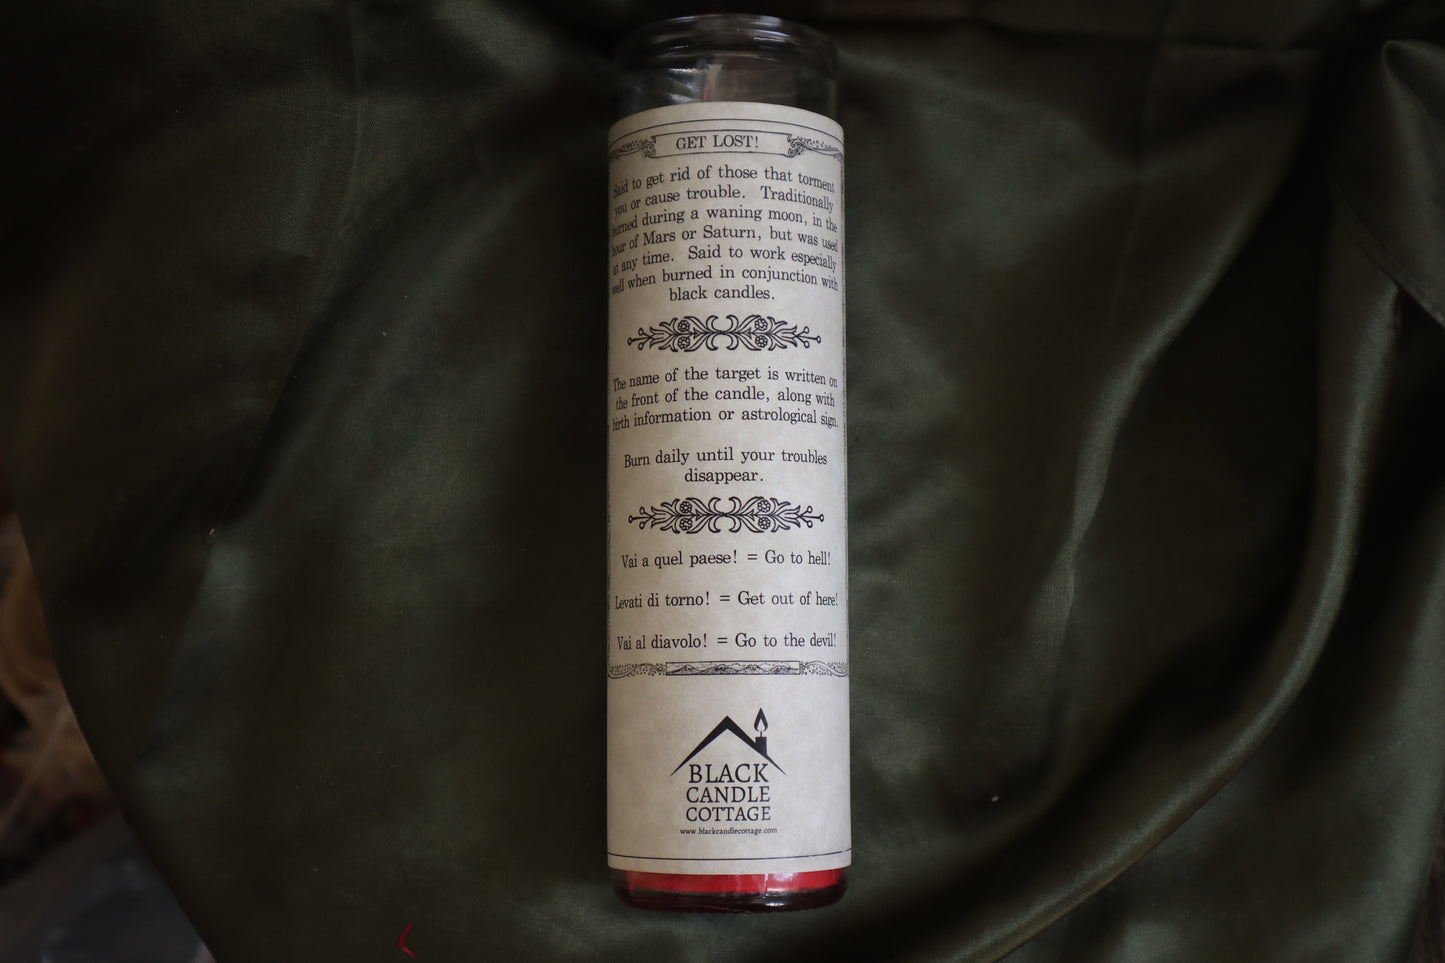 GET LOST!
Said to get rid of those that torment
you or cause trouble. Traditionally
burned during a waning moon, in the
hour of Mars or Saturn, but was used
at any time. Said to work especially
well when burned in conjunction with
black candles.
The name of the target is written on
the front of the candle, along with
birth information or astrological sign.
Burn daily until your troubles
disappear.
Vai a quel paese! = Go to hell!
Levati di torno! = Get out of here!
Vai al diavolo! = Go to the devil!
BLACK
CANDLE
COTTAGE
www.blackcandlecottage.com